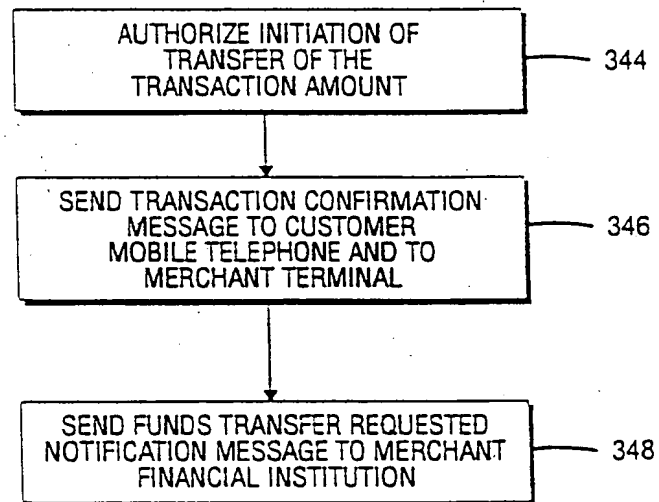 AUTHORIZE INITIATION OF
TRANSFER OF THE
TRANSACTION AMOUNT
344
SEND TRANSACTION CONFIRMATION
MESSAGE TO CUSTOMER
MOBILE TELEPHONE AND TO
MERCHANT TERMINAL
346
SEND FUNDS TRANSFER REQUESTED
NOTIFICATION MESSAGE TO MERCHANT
FINANCIAL INSTITUTION
348